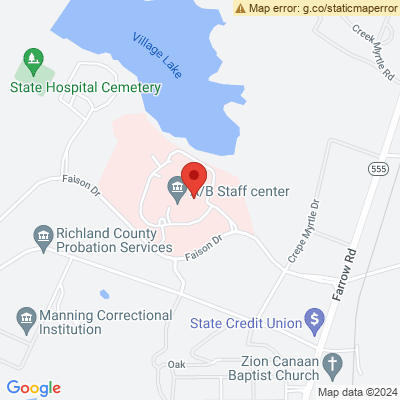 Map error: g.co/staticmaperror
Village Lake
Creek Myrtle Rd
State Hospital Cemetery
555
Faison Dr
A/B Staff center
Crepe Myrtle Dr
Richland County
Probation Services
Faison Dr
Farrow Rd
Manning Correctional
Institution
State Credit Union
$
Oak
Zion Canaan
Baptist Church
Google
Map data ©2024